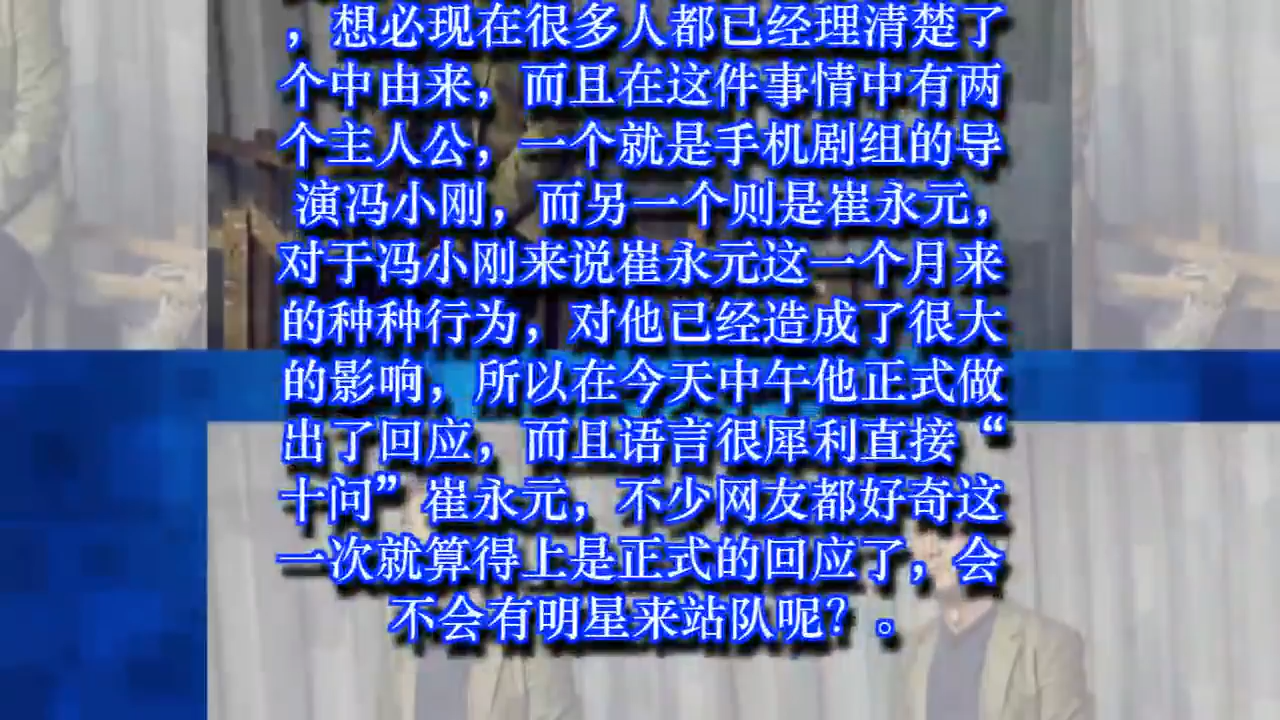 ，想必现在很多人都已经理清楚了
个中由来，而且在这件事情中有两
个主人公，一个就是手机剧组的导
演冯小刚，而另一个则是崔永元，
对于冯小刚来说崔永元这一个月来
的种种行为，对他已经造成了很大
的影响，所以在今天中午他正式做
出了回应，而且语言很犀利直接“
十问”崔永元，不少网友都好奇这
一次就算得上是正式的回应了，会
不会有明星来站队呢？。